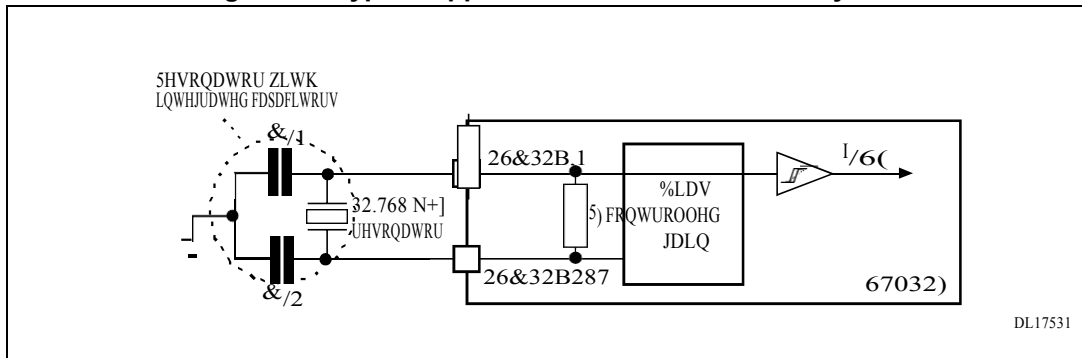 5HVRQDWRU ZLWK
LQWHJUDWHG FDSDFLWRUV
&/1
26&32B,1
I/6(
%LDV
32.768 N+]
5) FRQWUROOHG
UHVRQDWRU
JDLQ
26&32B287
&/2
67032)
DL17531